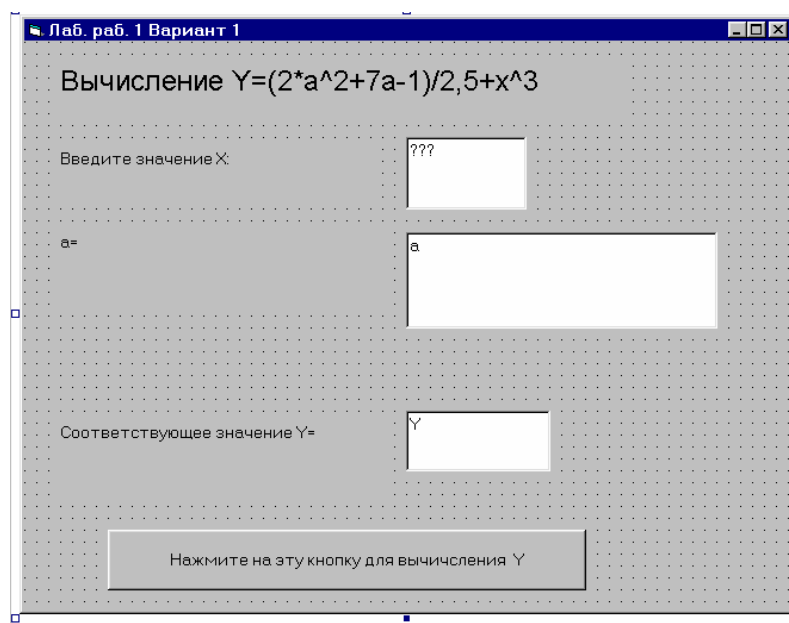 Лаб. раб. 1 Вариант 1
Вычисление Y=(2*a^2+7a-1)/2,5+x^3
Введите значение X:
???
a=
a
Соответствующее значение Y=
Y
Нажмите на эту кнопку для вычичсления Y